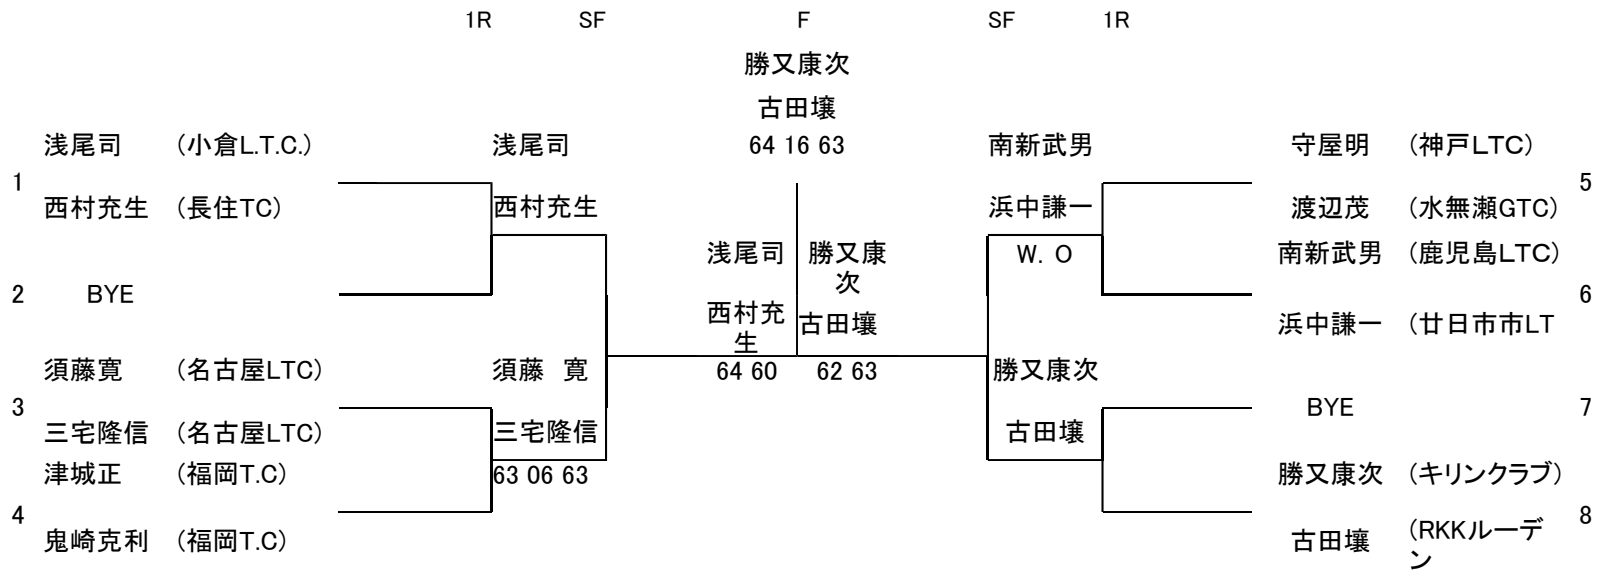 1R SF F SF 1R
勝又康次
古田壌
浅尾司 （小倉L.T.C.） 浅尾司 64 16 63 南新武男 守屋明 （神戸LTC）
1 5
西村充生 （長住TC） 西村充生 浜中謙一 渡辺茂 （水無瀬GTC）
浅尾司 勝又康 W. O 南新武男 （鹿児島LTC）
次
2 BYE 6
西村充 古田壌 浜中謙一 （廿日市市LT
生
須藤寛 （名古屋LTC） 須藤　寛 64 60 62 63 勝又康次
3 BYE 7
三宅隆信 （名古屋LTC） 三宅隆信 古田壌
津城正 （福岡T.C） 63 06 63 勝又康次 （キリンクラブ）
4 8
鬼崎克利 （福岡T.C） 古田壌 （RKKルーデ
ン